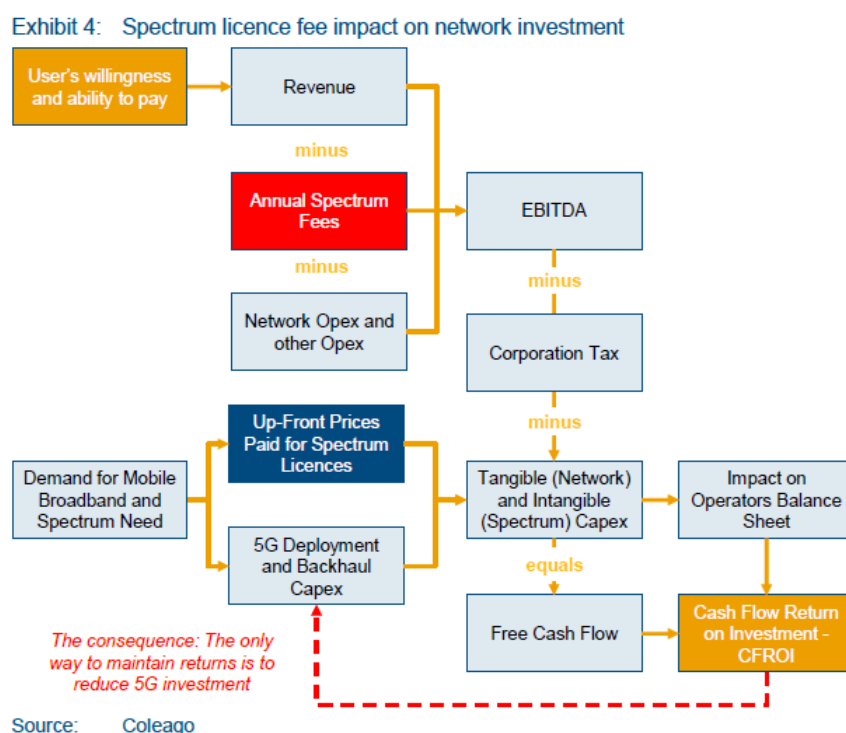 Exhibit 4: Spectrum licence fee impact on network investment
User's willingness
and ability to pay
Revenue
minus
Annual Spectrum
Fees
EBITDA
minus
minus
Network Opex and
other Opex
Corporation Tax
minus
Up-Front Prices
Paid for Spectrum
Licences
Demand for Mobile
Broadband and
Spectrum Need
Tangible (Network)
and Intangible
(Spectrum) Capex
Impact on
Operators Balance
Sheet
5G Deployment
and Backhaul
Capex
equals
Free Cash Flow
Cash Flow Return
on Investment -
CFROI
The consequence: The only
way to maintain returns is to
reduce 5G investment
Source: Coleago